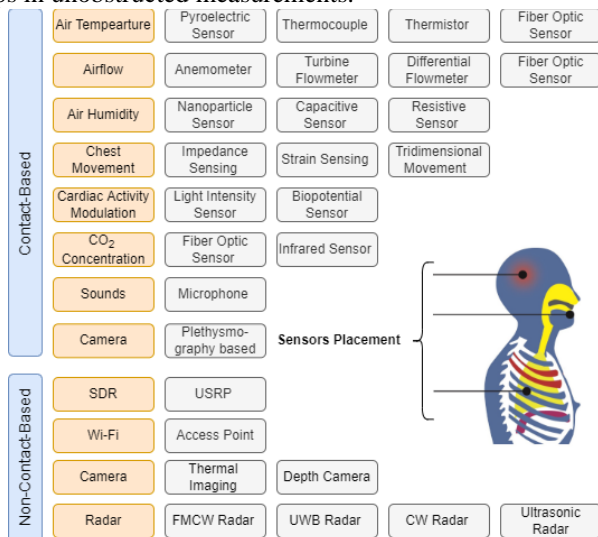 os in unobstructed measurements.
Contact-Based
Air Tempearture
Pyroelectric
Sensor
Thermocouple
Thermistor
Fiber Optic
Sensor
Airflow
Anemometer
Turbine
Flowmeter
Differential
Flowmeter
Fiber Optic
Sensor
Air Humidity
Nanoparticle
Sensor
Capacitive
Sensor
Resistive
Sensor
Chest
Movement
Impedance
Sensing
Strain Sensing
Tridimensional
Movement
Cardiac Activity
Modulation
Light Intensity
Sensor
Biopotential
Sensor
CO2
Concentration
Fiber Optic
Sensor
Infrared Sensor
Sounds
Microphone
Camera
Plethysmo-
graphy based
Sensors Placement
Non-Contact-Based
SDR
USRP
Wi-Fi
Access Point
Camera
Thermal
Imaging
Depth Camera
Radar
FMCW Radar
UWB Radar
CW Radar
Ultrasonic
Radar